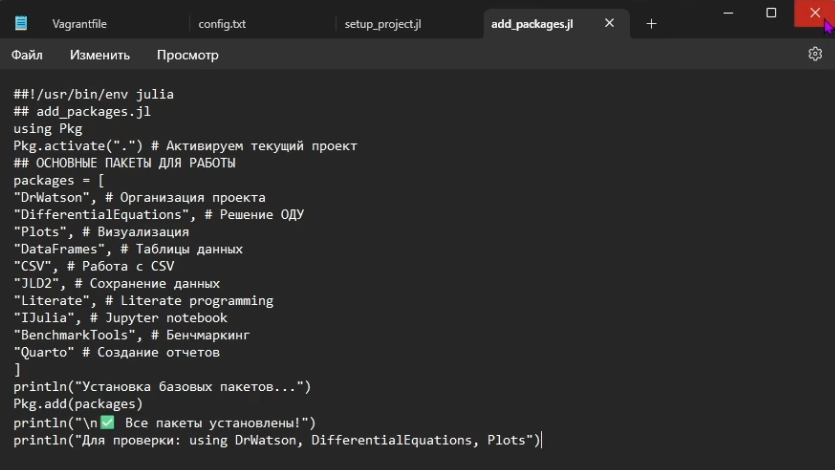 Vagrantfile
config.txt
setup_project.jl
add_packages.jl
Файл
Изменить
Просмотр
##!/usr/bin/env julia
## add_packages.jl
using Pkg
Pkg.activate(".") # Активируем текущий проект
## ОСНОВНЫЕ ПАКЕТЫ ДЛЯ РАБОТЫ
packages = [
"DrWatson", # Организация проекта
"DifferentialEquations", # Решение ОДУ
"Plots", # Визуализация
"DataFrames", # Таблицы данных
"CSV", # Работа с CSV
"JLD2", # Сохранение данных
"Literate", # Literate programming
"IJulia", # Jupyter notebook
"BenchmarkTools", # Бенчмаркинг
"Quarto" # Создание отчетов
]
println("Установка базовых пакетов...")
Pkg.add(packages)
println("\n✅ Все пакеты установлены!")
println("Для проверки: using DrWatson, DifferentialEquations, Plots")